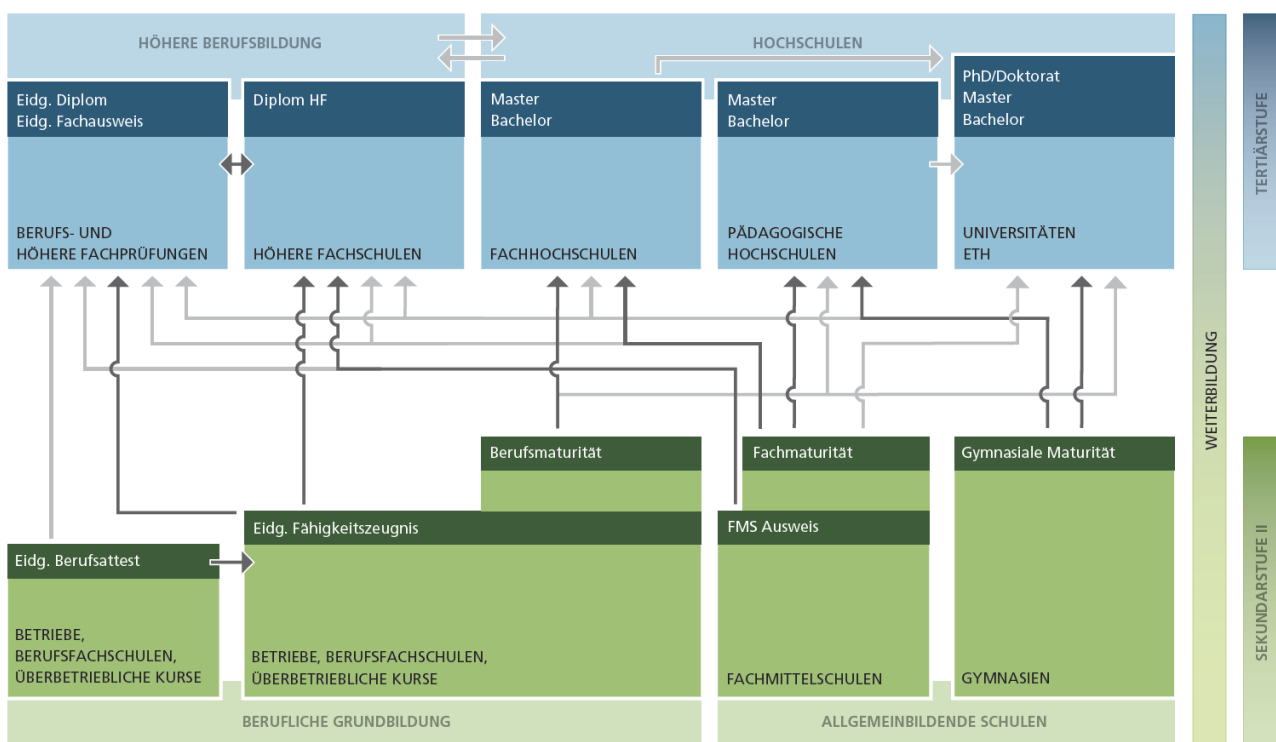 HÖHERE BERUFSBILDUNG
HOCHSCHULEN
Eidg. Diplom
Eidg. Fachausweis
Diplom HF
Master
Bachelor
Master
Bachelor
PhD/Doktorat
Master
Bachelor
BERUFS- UND
HÖHERE FACHPRÜFUNGEN
HÖHERE FACHSCHULEN
FACHHOCHSCHULEN
PÄDAGOGISCHE
HOCHSCHULEN
UNIVERSITÄTEN
ETH
TERTIÄRSTUFE
WEITERBILDUNG
Berufsmaturität
Fachmaturität
Gymnasiale Maturität
Eidg. Fähigkeitszeugnis
FMS Ausweis
Eidg. Berufsattest
BETRIEBE,
BERUFSFACHSCHULEN,
ÜBERBETRIEBLICHE KURSE
BETRIEBE, BERUFSFACHSCHULEN,
ÜBERBETRIEBLICHE KURSE
FACHMITTELSCHULEN
GYMNASIEN
SEKUNDARSTUFE II
BERUFLICHE GRUNDBILDUNG
ALLGEMEINBILDENDE SCHULEN